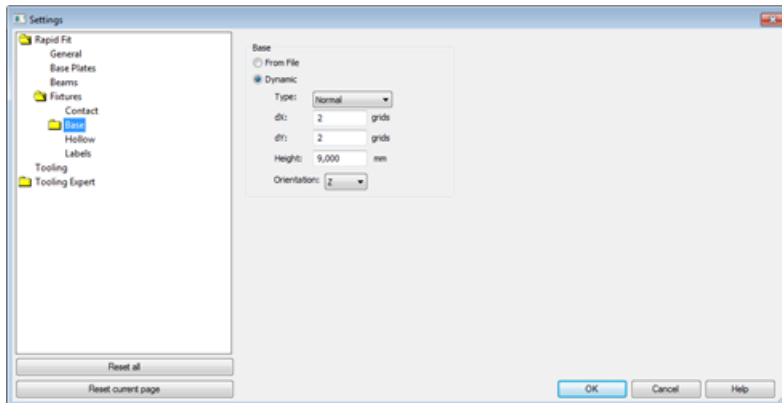 Settings
Rapid Fit
General
Base Plates
Beams
Fixtures
Contact
Base
Hollow
Labels
Tooling
Tooling Expert
Reset all
Reset current page
Base
From File
Dynamic
Type: Normal
dX: 2 grids
dY: 2 grids
Height: 9,000 mm
Orientation: Z
OK Cancel Help